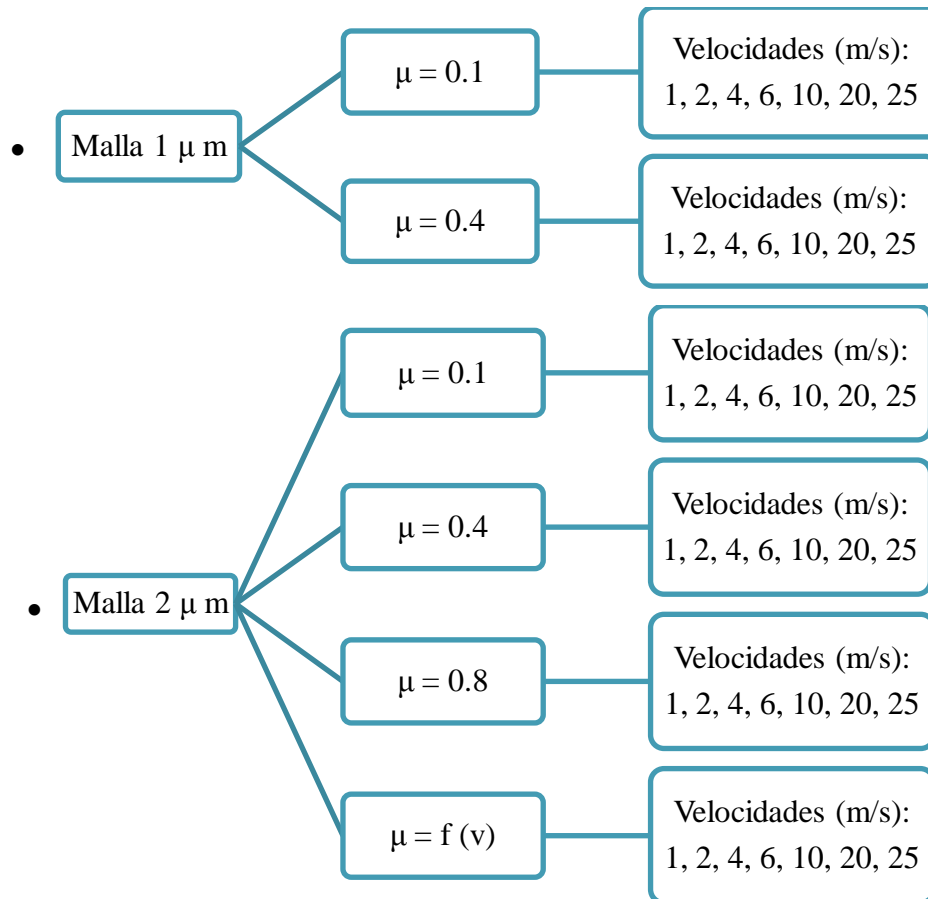 Malla 1 μ m
μ = 0.1
Velocidades (m/s):
1, 2, 4, 6, 10, 20, 25
μ = 0.4
Velocidades (m/s):
1, 2, 4, 6, 10, 20, 25
Malla 2 μ m
μ = 0.1
Velocidades (m/s):
1, 2, 4, 6, 10, 20, 25
μ = 0.4
Velocidades (m/s):
1, 2, 4, 6, 10, 20, 25
μ = 0.8
Velocidades (m/s):
1, 2, 4, 6, 10, 20, 25
μ = f (v)
Velocidades (m/s):
1, 2, 4, 6, 10, 20, 25